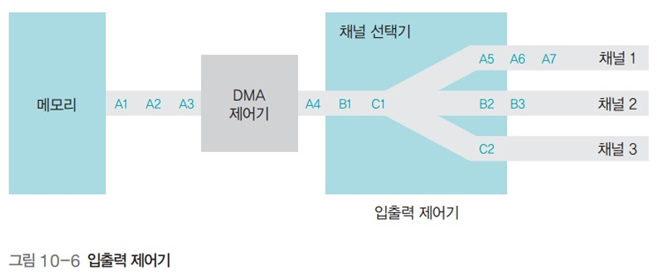 채널 선택기
A5 A6 A7 채널 1
메모리 A1 A2 A3 DMA 제어기 A4 B1 C1 B2 B3 채널 2
C2 채널 3
입출력 제어기
그림 10-6 입출력 제어기